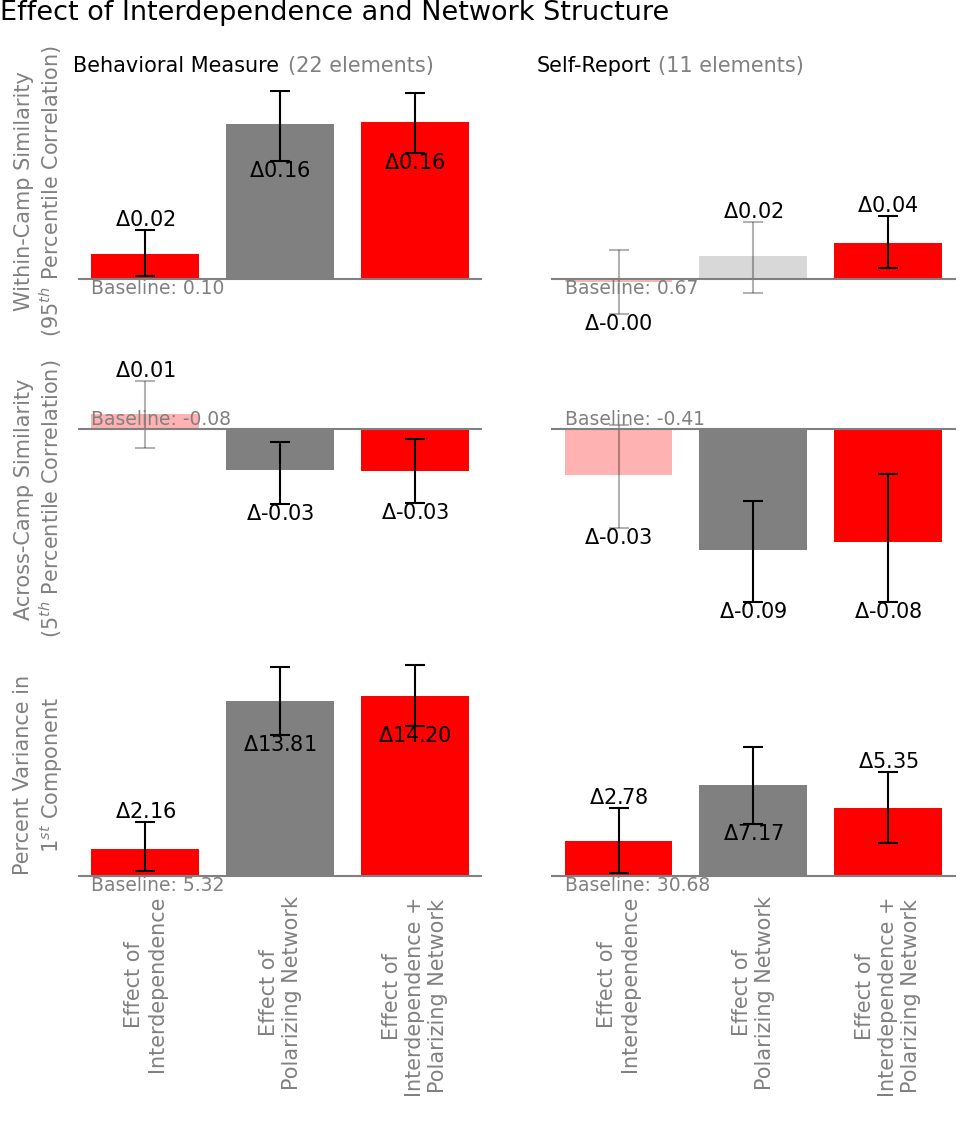 Effect of Interdependence and Network Structure
Behavioral Measure (22 elements)
Self-Report (11 elements)
Within-Camp Similarity
(95th Percentile Correlation)
Δ0.02
Δ0.16
Δ0.16
Baseline: 0.10
Δ-0.00
Δ0.02
Δ0.04
Baseline: 0.67
Across-Camp Similarity
(5th Percentile Correlation)
Δ0.01
Δ-0.03
Δ-0.03
Baseline: -0.08
Δ-0.03
Δ-0.09
Δ-0.08
Baseline: -0.41
Percent Variance in
1st Component
Δ2.16
Δ13.81
Δ14.20
Baseline: 5.32
Δ2.78
Δ7.17
Δ5.35
Baseline: 30.68
Effect of
Interdependence
Effect of
Polarizing Network
Effect of
Interdependence +
Polarizing Network
Effect of
Interdependence
Effect of
Polarizing Network
Effect of
Interdependence +
Polarizing Network